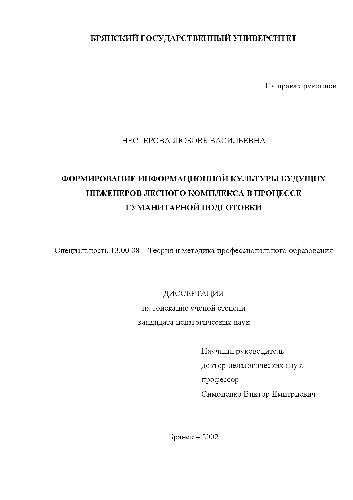 БРЯНСКИЙ ГОСУДАРСТВЕННЫЙ УНИВЕРСИТЕТ
На правах рукописи
НЕСТЕРОВА ЛЮБОВЬ ВАСИЛЬЕВНА
ФОРМИРОВАНИЕ ИНФОРМАЦИОННОЙ КУЛЬТУРЫ БУДУЩИХ
ИНЖЕНЕРОВ ЛЕСНОГО КОМПЛЕКСА В ПРОЦЕССЕ
ГУМАНИТАРНОЙ ПОДГОТОВКИ
Специальность 13.00.08 – Теория и методика профессионального образования
ДИССЕРТАЦИЯ
на соискание ученой степени
кандидата педагогических наук
Научный руководитель
доктор педагогических наук,
профессор
Симоненко Виктор Дмитриевич
Брянск – 2002